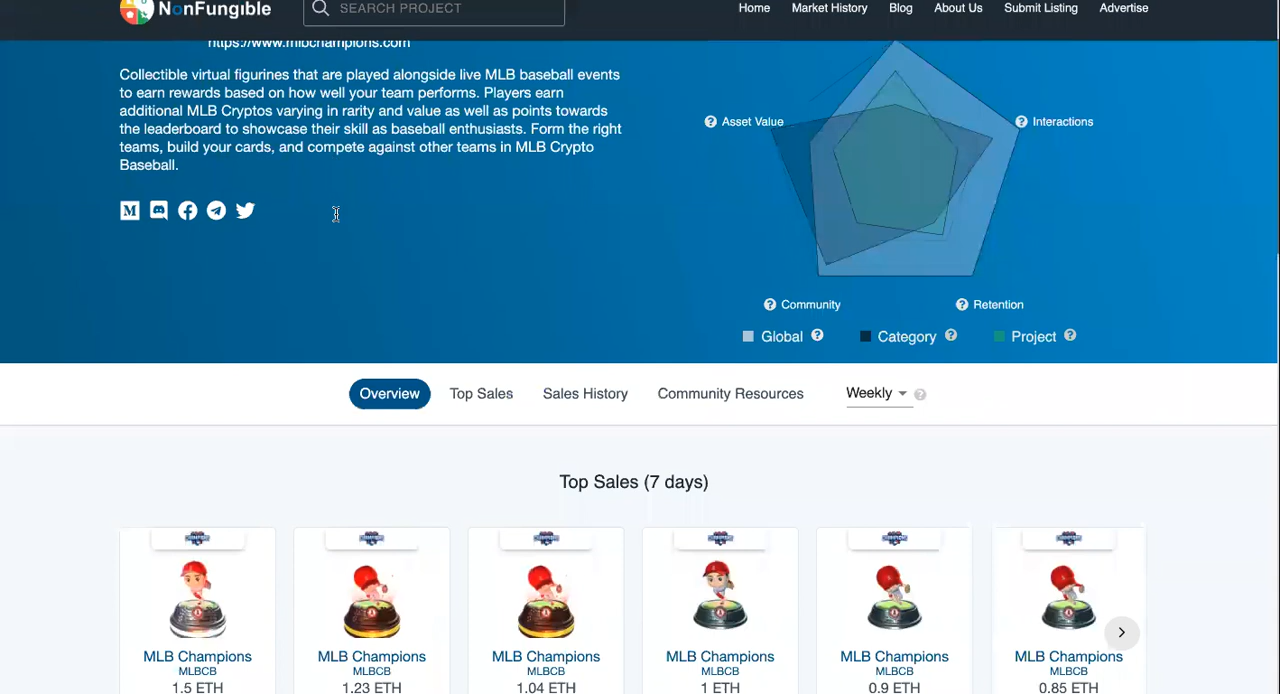 NonFungible
SEARCH PROJECT
Home
Market History
Blog
About Us
Submit Listing
Advertise
https://www.mlbchampions.com
Collectible virtual figurines that are played alongside live MLB baseball events
to earn rewards based on how well your team performs. Players earn
additional MLB Cryptos varying in rarity and value as well as points towards
the leaderboard to showcase their skill as baseball enthusiasts. Form the right
teams, build your cards, and compete against other teams in MLB Crypto
Baseball.
Asset Value
Interactions
Community
Retention
Global
Category
Project
Overview
Top Sales
Sales History
Community Resources
Weekly
Top Sales (7 days)
MLB Champions
MLBCB
1.5 ETH
MLB Champions
MLBCB
1.23 ETH
MLB Champions
MLBCB
1.04 ETH
MLB Champions
MLBCB
1 ETH
MLB Champions
MLBCB
0.9 ETH
MLB Champions
MLBCB
0.85 ETH